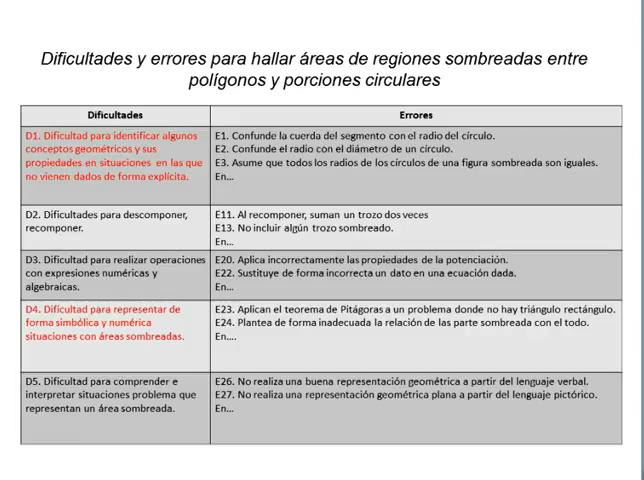 Dificultades y errores para hallar áreas de regiones sombreadas entre
polígonos y porciones circulares
Dificultades
Errores
D1. Dificultad para identificar algunos
conceptos geométricos y sus
propiedades en situaciones en las que
no vienen dados de forma explícita.
E1. Confunde la cuerda del segmento con el radio del círculo.
E2. Confunde el radio con el diámetro de un círculo.
E3. Asume que todos los radios de los círculos de una figura sombreada son iguales.
En...
D2. Dificultades para descomponer,
recomponer.
E11. Al recomponer, suman un trozo dos veces
E13. No incluir algún trozo sombreado.
En...
D3. Dificultad para realizar operaciones
con expresiones numéricas y
algebraicas.
E20. Aplica incorrectamente las propiedades de la potenciación.
E22. Sustituye de forma incorrecta un dato en una ecuación dada.
En...
D4. Dificultad para representar de
forma simbólica y numérica
situaciones con áreas sombreadas.
E23. Aplican el teorema de Pitágoras a un problema donde no hay triángulo rectángulo.
E24. Plantea de forma inadecuada la relación de las parte sombreada con el todo.
En....
D5. Dificultad para comprender e
interpretar situaciones problema que
representan un área sombreada.
E26. No realiza una buena representación geométrica a partir del lenguaje verbal.
E27. No realiza una representación geométrica plana a partir del lenguaje pictórico.
En...